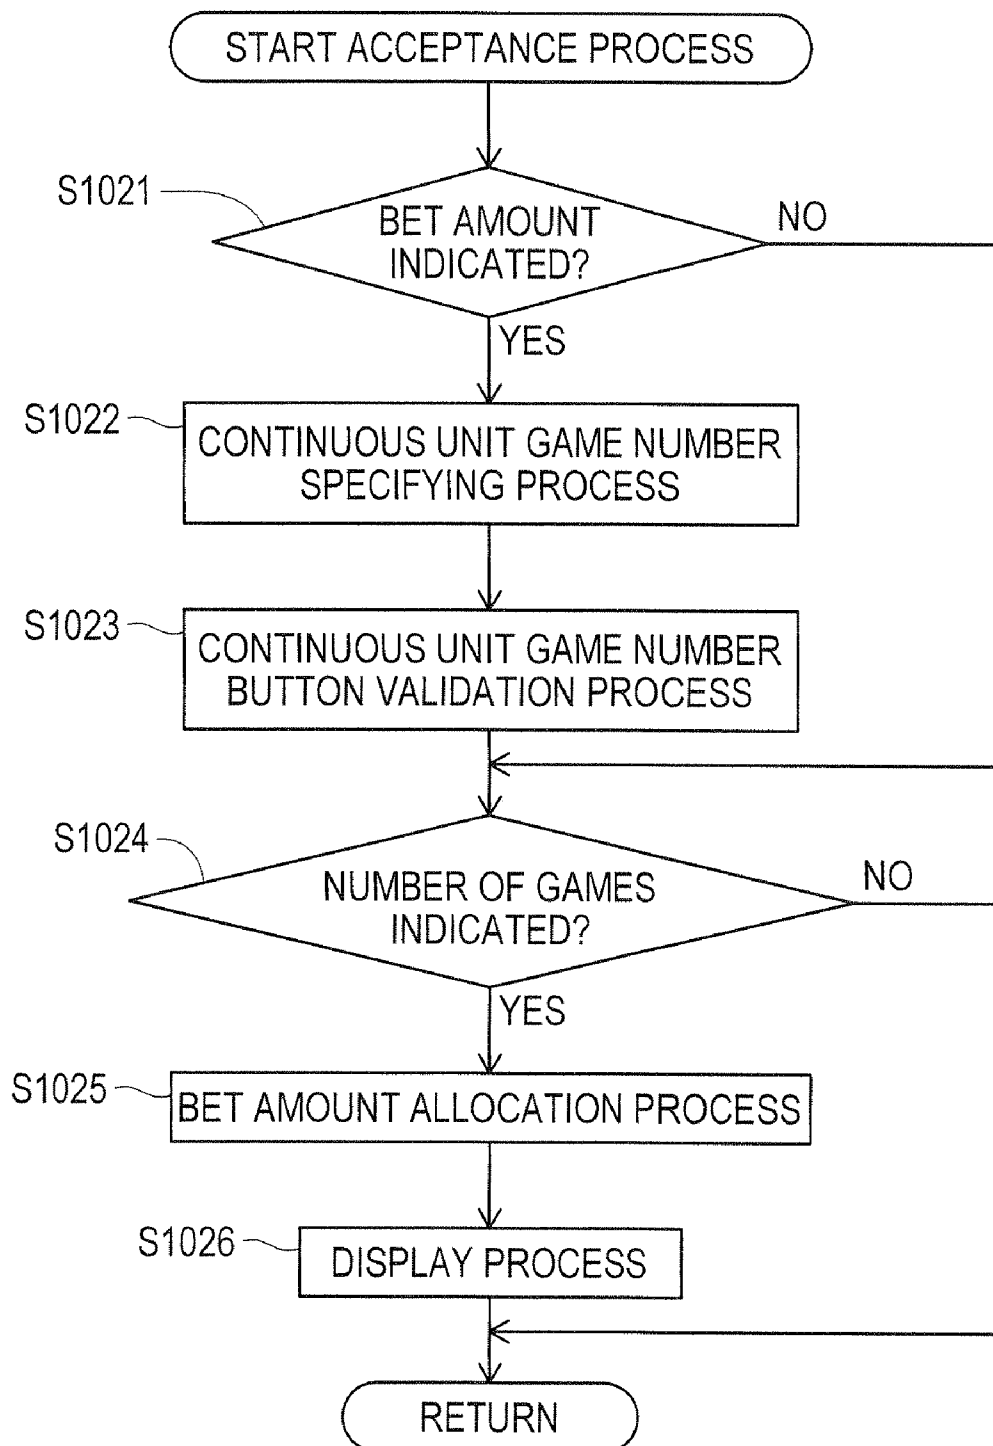 START ACCEPTANCE PROCESS
S1021
BET AMOUNT
INDICATED?
NO
YES
S1022
CONTINUOUS UNIT GAME NUMBER
SPECIFYING PROCESS
S1023
CONTINUOUS UNIT GAME NUMBER
BUTTON VALIDATION PROCESS
S1024
NUMBER OF GAMES
INDICATED?
NO
YES
S1025
BET AMOUNT ALLOCATION PROCESS
S1026
DISPLAY PROCESS
RETURN